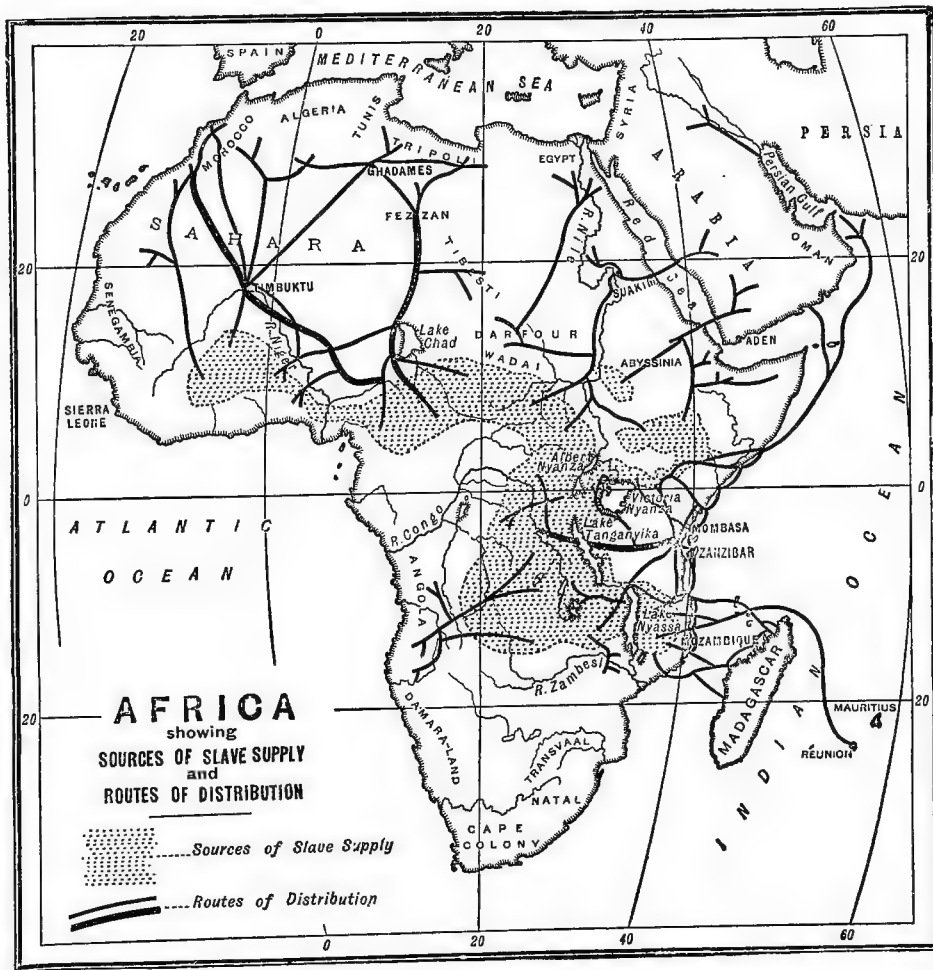 20
0
20
40
60
SPAIN
MEDITERRANEAN SEA
SYRIA
PERSIA
MOROCCO
ALGERIA
TUNIS
TRIPOLI
GHADAMES
EGYPT
ARABIA
Persian Gulf
FEZZAN
R. Nile
Red Sea
OMAN
SAHARA
TIBESTI
20
20
TIMBUKTU
SUAKIN
SENEGAMBIA
R. Niger
Lake
Chad
DARFOUR
WADAI
ABYSSINIA
ADEN
SIERRA
LEONE
Albert
Nyanza
0
0
Victoria
Nyanza
ATLANTIC
OCEAN
R. Congo
Lake
Tanganyika
MOMBASA
ZANZIBAR
ANGOLA
Lake
Nyassa
MOZAMBIQUE
R. Zambesi
MADAGASCAR
INDIAN OCEAN
20
20
MAURITIUS
RÉUNION
DAMARA-LAND
TRANSVAAL
NATAL
CAPE
COLONY
AFRICA
showing
SOURCES OF SLAVE SUPPLY
and
ROUTES OF DISTRIBUTION
Sources of Slave Supply
Routes of Distribution
0
20
40
60